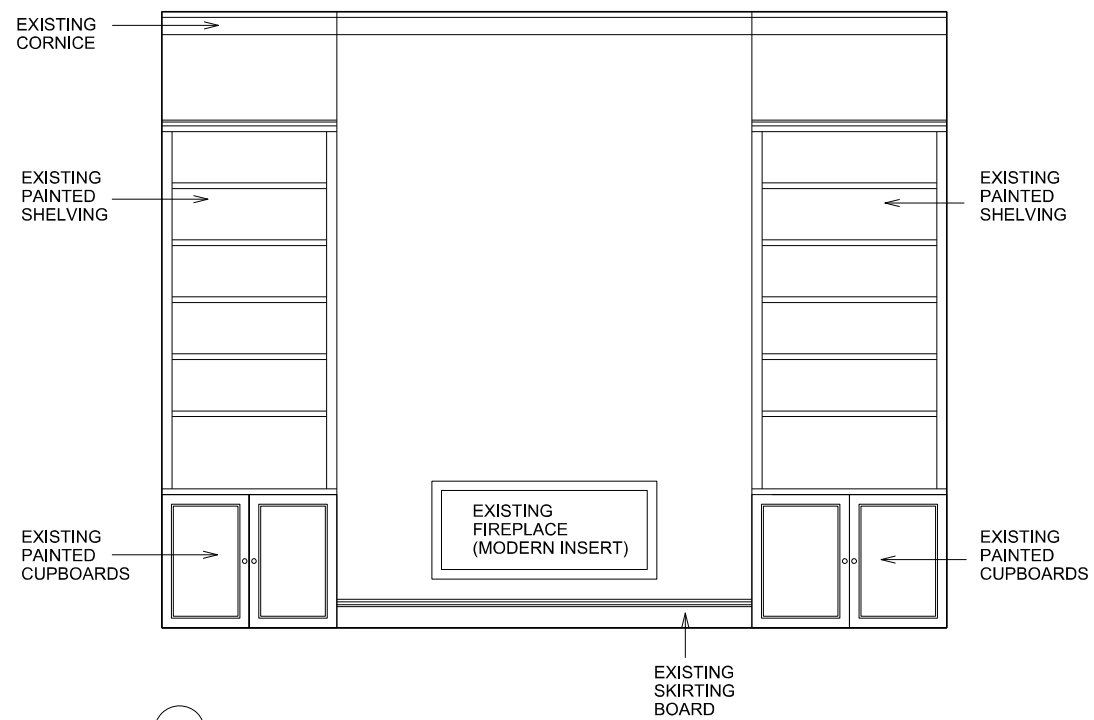 EXISTING
CORNICE
EXISTING
PAINTED
SHELVING
EXISTING
PAINTED
SHELVING
EXISTING
FIREPLACE
(MODERN INSERT)
EXISTING
PAINTED
CUPBOARDS
EXISTING
PAINTED
CUPBOARDS
EXISTING
SKIRTING
BOARD